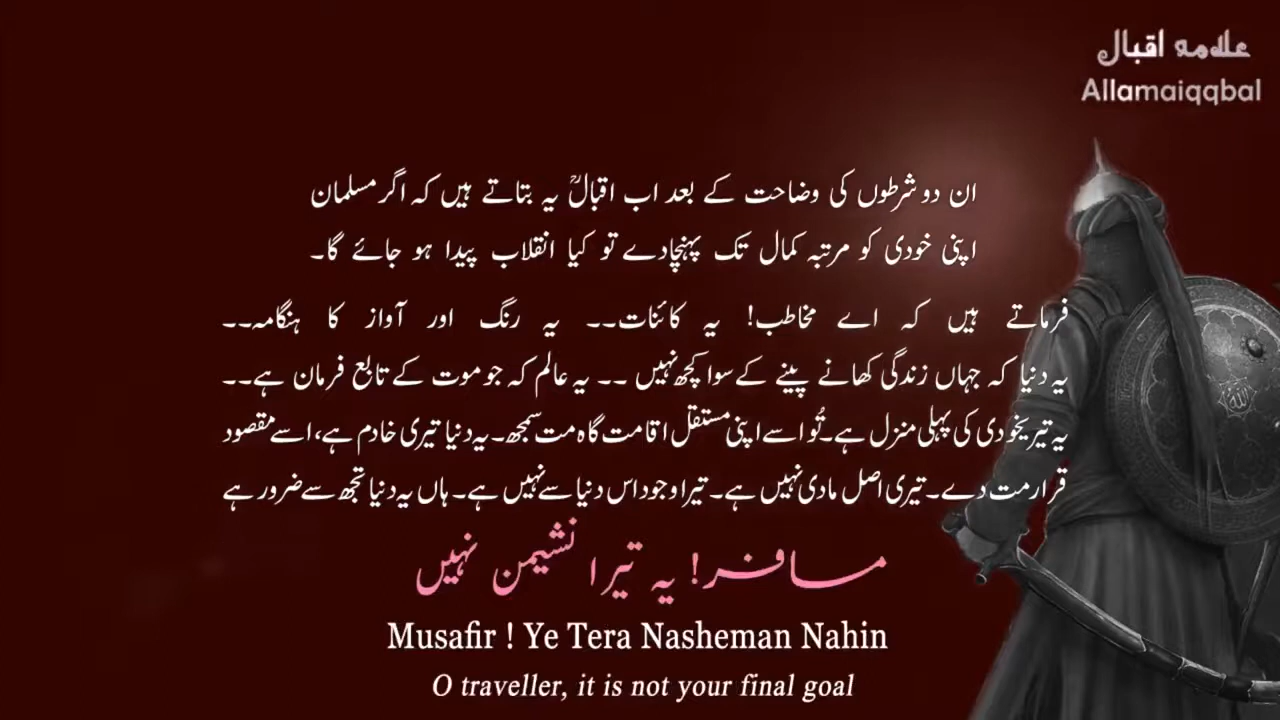 علامہ اقبال
Allamaiqqbal
ان دو شرطوں کی وضاحت کے بعد اب اقبالؒ یہ بتاتے ہیں کہ اگر مسلمان
اپنی خودی کو مرتبہ کمال تک پہنچادے تو کیا انقلاب پیدا ہو جائے گا۔
فرماتے ہیں کہ اے مخاطب! یہ کائنات۔۔ یہ رنگ اور آواز کا ہنگامہ۔۔
یہ دنیا کہ جہاں زندگی کھانے پینے کے سوا کچھ نہیں ۔۔ یہ عالم کہ جو موت کے تابع فرمان ہے۔۔
یہ تیریخودی کی پہلی منزل ہے۔تُو اسے اپنی مستقل اقامت گاہ مت سمجھ۔یہ دنیا تیری خادم ہے، اسے مقصود
قرار مت دے۔ تیری اصل مادی نہیں ہے۔ تیرا وجود اس دنیا سے نہیں ہے۔ ہاں یہ دنیا تجھ سے ضرور ہے
مسافر! یہ تیرا نشیمن نہیں
Musafir ! Ye Tera Nasheman Nahin
O traveller, it is not your final goal